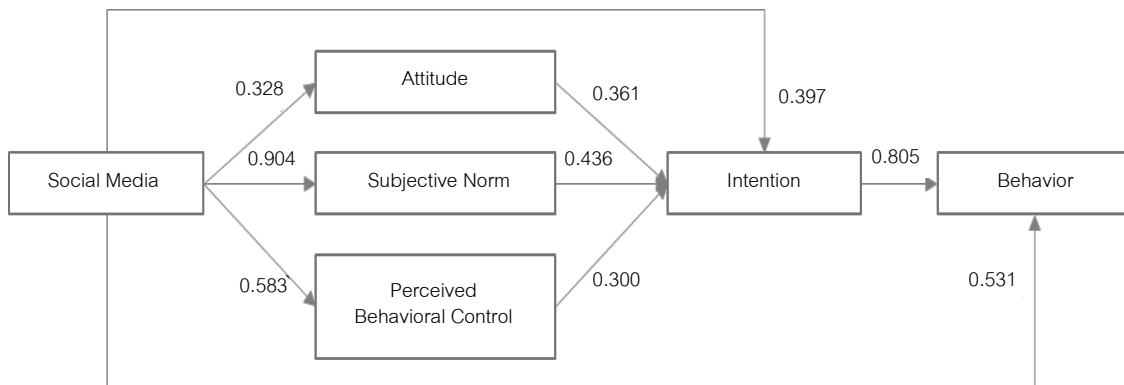 Attitude
0.328
0.361
0.397
0.904
0.436
0.805
Social Media
Subjective Norm
Intention
Behavior
0.583
0.300
0.531
Perceived
Behavioral Control